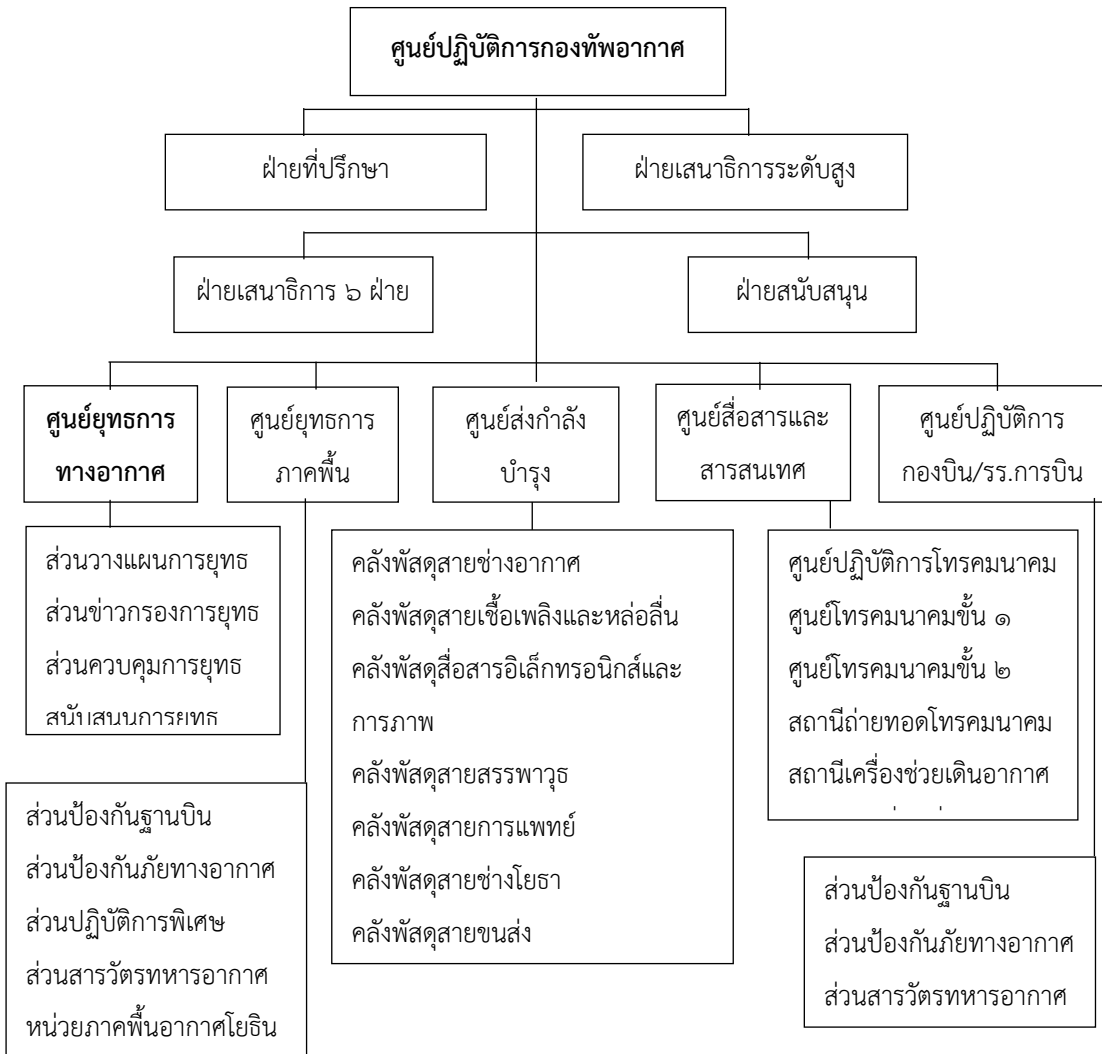 ศูนย์ปฏิบัติการกองทัพอากาศ
ฝ่ายที่ปรึกษา
ฝ่ายเสนาธิการระดับสูง
ฝ่ายเสนาธิการ ๖ ฝ่าย
ฝ่ายสนับสนุน
ศูนย์ยุทธการ
ทางอากาศ
ศูนย์ยุทธการ
ภาคพื้น
ศูนย์ส่งกำลัง
บำรุง
ศูนย์สื่อสารและ
สารสนเทศ
ศูนย์ปฏิบัติการ
กองบิน/รร.การบิน
ส่วนวางแผนการยุทธ
ส่วนข่าวกรองการยุทธ
ส่วนควบคุมการยุทธ
สนับสนุนการยุทธ
คลังพัสดุสายช่างอากาศ
คลังพัสดุสายเชื้อเพลิงและหล่อลื่น
คลังพัสดุสื่อสารอิเล็กทรอนิกส์และ
การภาพ
คลังพัสดุสายสรรพาวุธ
คลังพัสดุสายการแพทย์
คลังพัสดุสายช่างโยธา
คลังพัสดุสายขนส่ง
ศูนย์ปฏิบัติการโทรคมนาคม
ศูนย์โทรคมนาคมขั้น ๑
ศูนย์โทรคมนาคมขั้น ๒
สถานีถ่ายทอดโทรคมนาคม
สถานีเครื่องช่วยเดินอากาศ
ส่วนป้องกันฐานบิน
ส่วนป้องกันภัยทางอากาศ
ส่วนปฏิบัติการพิเศษ
ส่วนสารวัตรทหารอากาศ
หน่วยภาคพื้นอากาศโยธิน
ส่วนป้องกันฐานบิน
ส่วนป้องกันภัยทางอากาศ
ส่วนสารวัตรทหารอากาศ